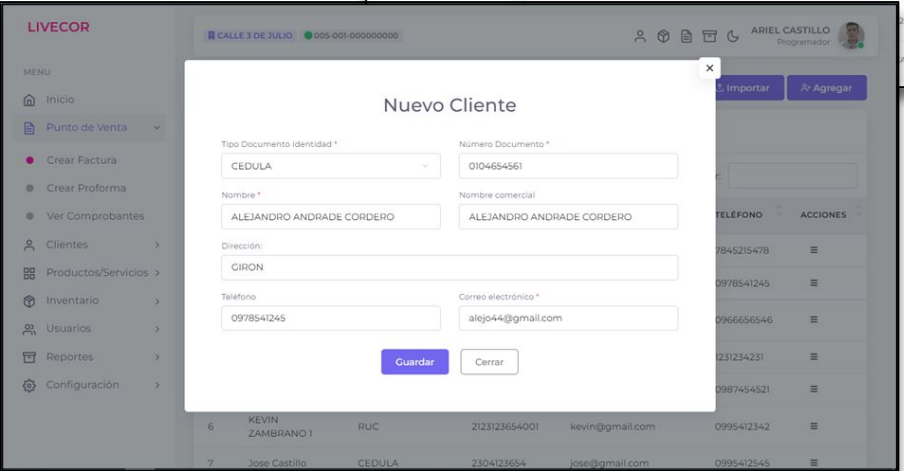 LIVECOR
CALLE 3 DE JULIO 005-001-000000000
ARIEL CASTILLO
Programador
MENU
Inicio
Punto de Venta
Crear Factura
Crear Proforma
Ver Comprobantes
Clientes
Productos/Servicios
Inventario
Usuarios
Reportes
Configuración
Importar
Agregar
×
Nuevo Cliente
Tipo Documento Identidad * Número Documento *
CEDULA 0104654561
Nombre * Nombre comercial
ALEJANDRO ANDRADE CORDERO ALEJANDRO ANDRADE CORDERO
Dirección:
GIRON
Teléfono Correo electrónico *
0978541245 alejo44@gmail.com
Guardar Cerrar
TELÉFONO ACCIONES
7845215478
0978541245
0966656546
1231234231
0987454521
6 KEVIN ZAMBRANO 1 RUC 2123123654001 kevin@gmail.com 0995412342
7 Jose Castillo CEDULA 2304123654 jose@gmail.com 0995412545